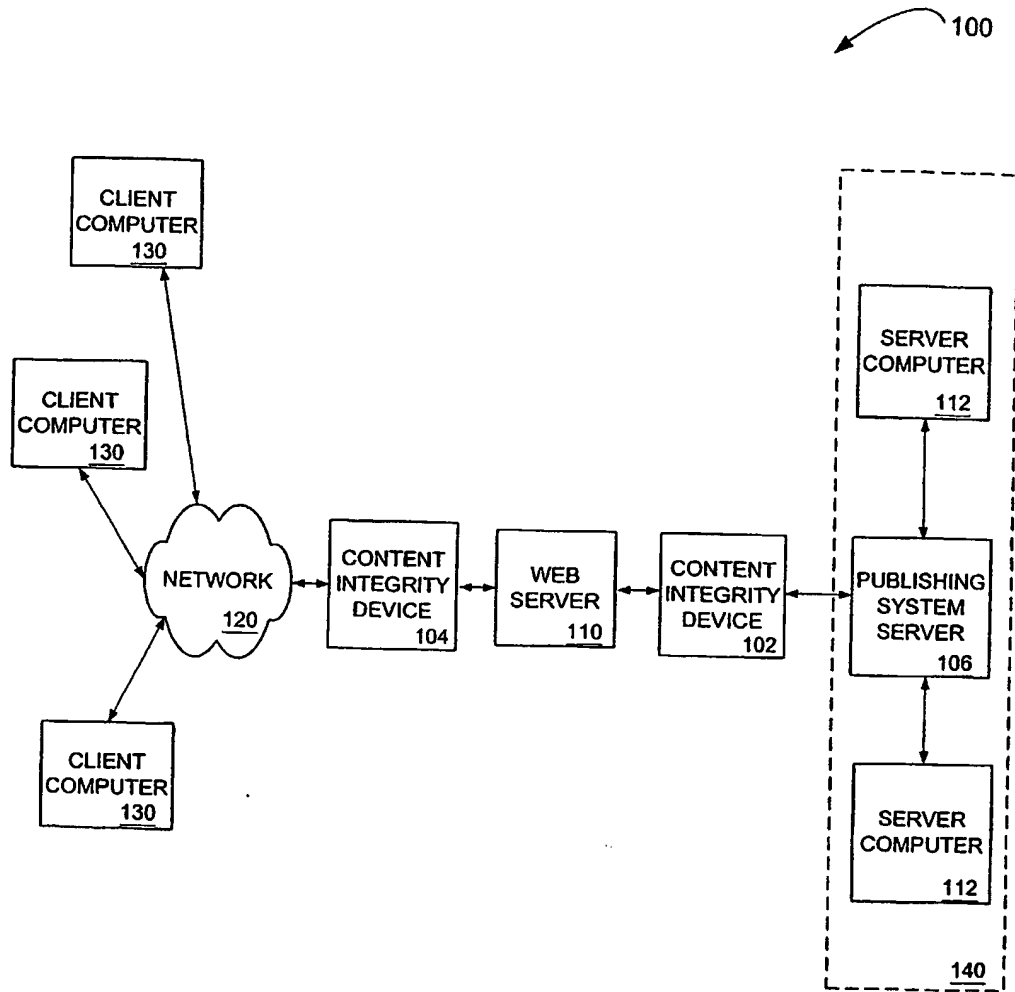 100
CLIENT
COMPUTER
130
CLIENT
COMPUTER
130
CLIENT
COMPUTER
130
NETWORK
120
CONTENT
INTEGRITY
DEVICE
104
WEB
SERVER
110
CONTENT
INTEGRITY
DEVICE
102
SERVER
COMPUTER
112
PUBLISHING
SYSTEM
SERVER
106
SERVER
COMPUTER
112
140